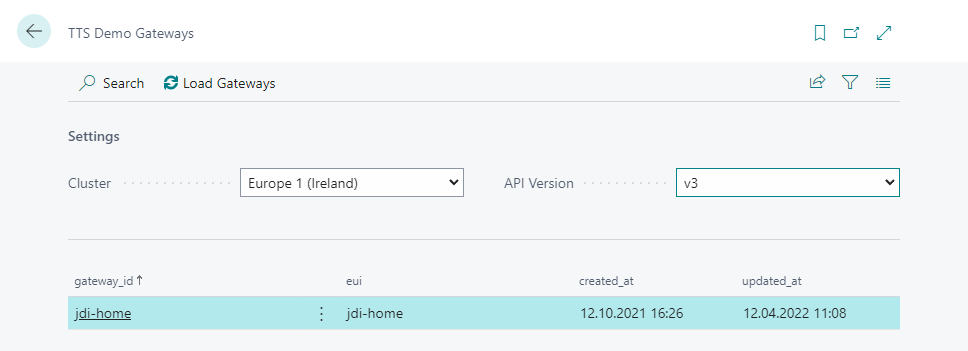 TTS Demo Gateways
Search Load Gateways
Settings
Cluster Europe 1 (Ireland) API Version v3
gateway_id eui created_at updated_at
jdi-home jdi-home 12.10.2021 16:26 12.04.2022 11:08